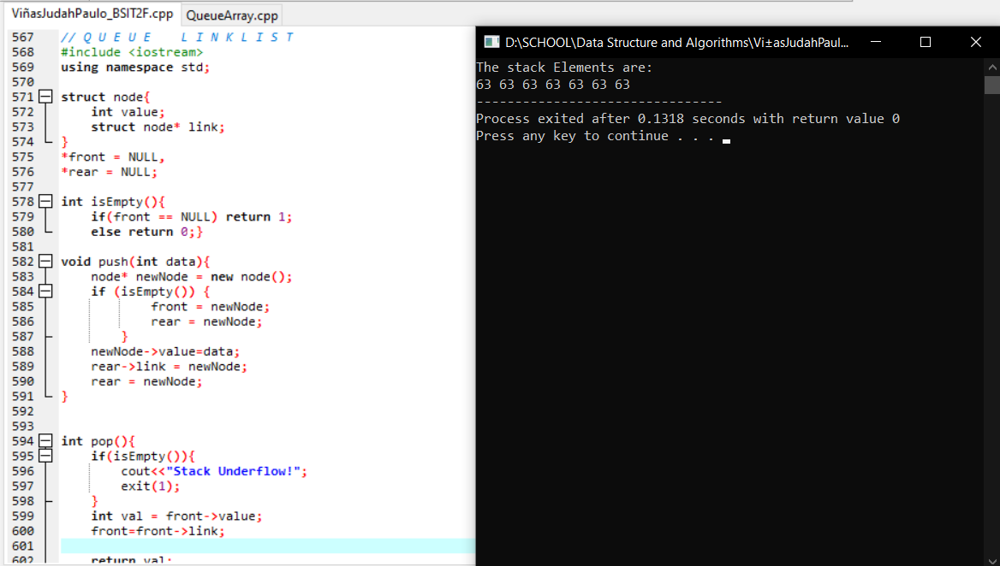 ViñasJudahPaulo_BSIT2F.cpp QueueArray.cpp
567 // Q U E U E L I N K L I S T
568 #include <iostream>
569 using namespace std;
570
571 struct node{
572 int value;
573 struct node* link;
574 }
575 *front = NULL,
576 *rear = NULL;
577
578 int isEmpty(){
579 if(front == NULL) return 1;
580 else return 0;}
581
582 void push(int data){
583 node* newNode = new node();
584 if (isEmpty()) {
585 front = newNode;
586 rear = newNode;
587 }
588 newNode->value=data;
589 rear->link = newNode;
590 rear = newNode;
591 }
592
593
594 int pop(){
595 if(isEmpty()){
596 cout<<"Stack Underflow!";
597 exit(1);
598 }
599 int val = front->value;
600 front=front->link;
601
602 return val;
D:\SCHOOL\Data Structure and Algorithms\Vi±asJudahPaul...
The stack Elements are:
63 63 63 63 63 63 63
--------------------------------
Process exited after 0.1318 seconds with return value 0
Press any key to continue . . .